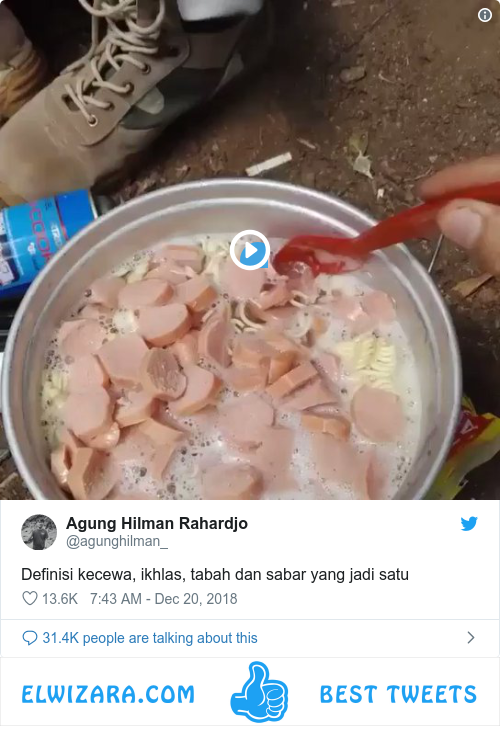 Agung Hilman Rahardjo
@agunghilman_
Definisi kecewa, ikhlas, tabah dan sabar yang jadi satu
13.6K 7:43 AM - Dec 20, 2018
31.4K people are talking about this
ELWIZARA.COM BEST TWEETS